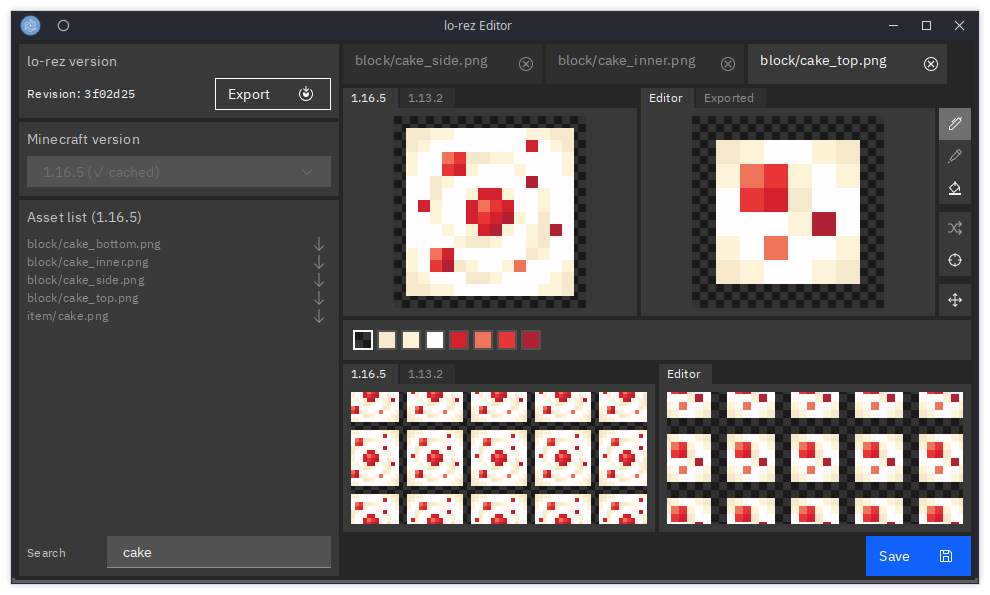 lo-rez Editor
lo-rez version
Revision: 3f02d25
Export
Minecraft version
1.16.5 (✓ cached)
Asset list (1.16.5)
block/cake_bottom.png
block/cake_inner.png
block/cake_side.png
block/cake_top.png
item/cake.png
Search
cake
block/cake_side.png
block/cake_inner.png
block/cake_top.png
1.16.5
1.13.2
Editor
Exported
1.16.5
1.13.2
Editor
Save